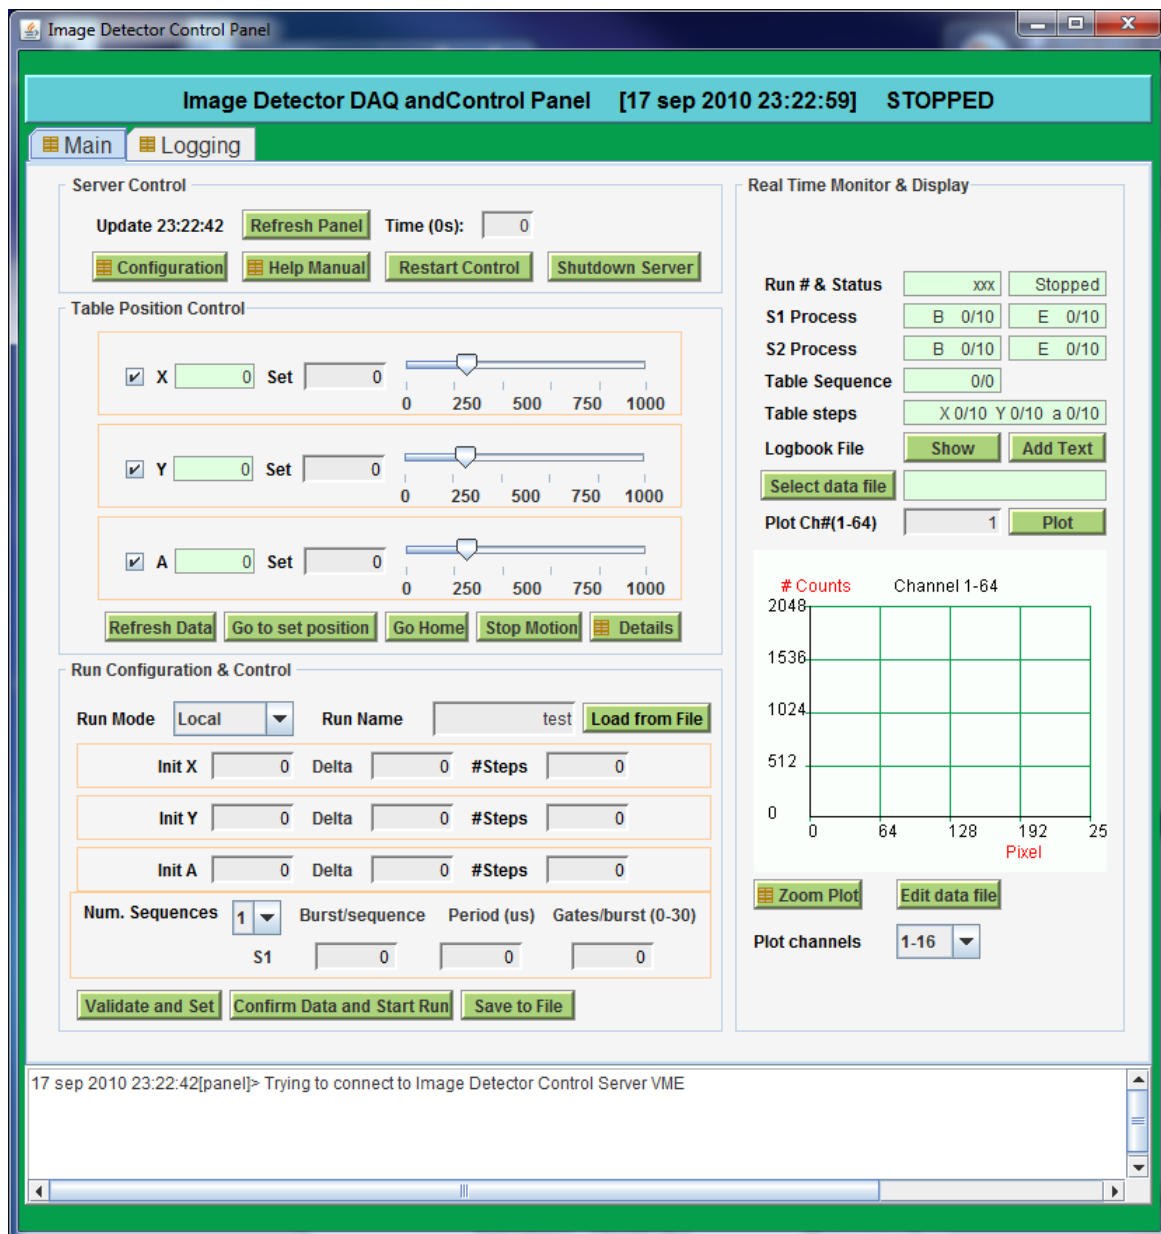 Image Detector Control Panel
Image Detector DAQ andControl Panel [17 sep 2010 23:22:59] STOPPED
Main Logging
Server Control
Update 23:22:42 Refresh Panel Time (0s): 0
Configuration Help Manual Restart Control Shutdown Server
Table Position Control
X 0 Set 0
0 250 500 750 1000
Y 0 Set 0
0 250 500 750 1000
A 0 Set 0
0 250 500 750 1000
Refresh Data Go to set position Go Home Stop Motion Details
Run Configuration & Control
Run Mode Local Run Name test Load from File
Init X 0 Delta 0 #Steps 0
Init Y 0 Delta 0 #Steps 0
Init A 0 Delta 0 #Steps 0
Num. Sequences 1 Burst/sequence Period (us) Gates/burst (0-30)
S1 0 0 0
Validate and Set Confirm Data and Start Run Save to File
Real Time Monitor & Display
Run # & Status xxx Stopped
S1 Process B 0/10 E 0/10
S2 Process B 0/10 E 0/10
Table Sequence 0/0
Table steps X 0/10 Y 0/10 a 0/10
Logbook File Show Add Text
Select data file
Plot Ch#(1-64) 1 Plot
# Counts Channel 1-64
2048
1536
1024
512
0
0 64 128 192 25
Pixel
Zoom Plot Edit data file
Plot channels 1-16
17 sep 2010 23:22:42[panel]> Trying to connect to Image Detector Control Server VME